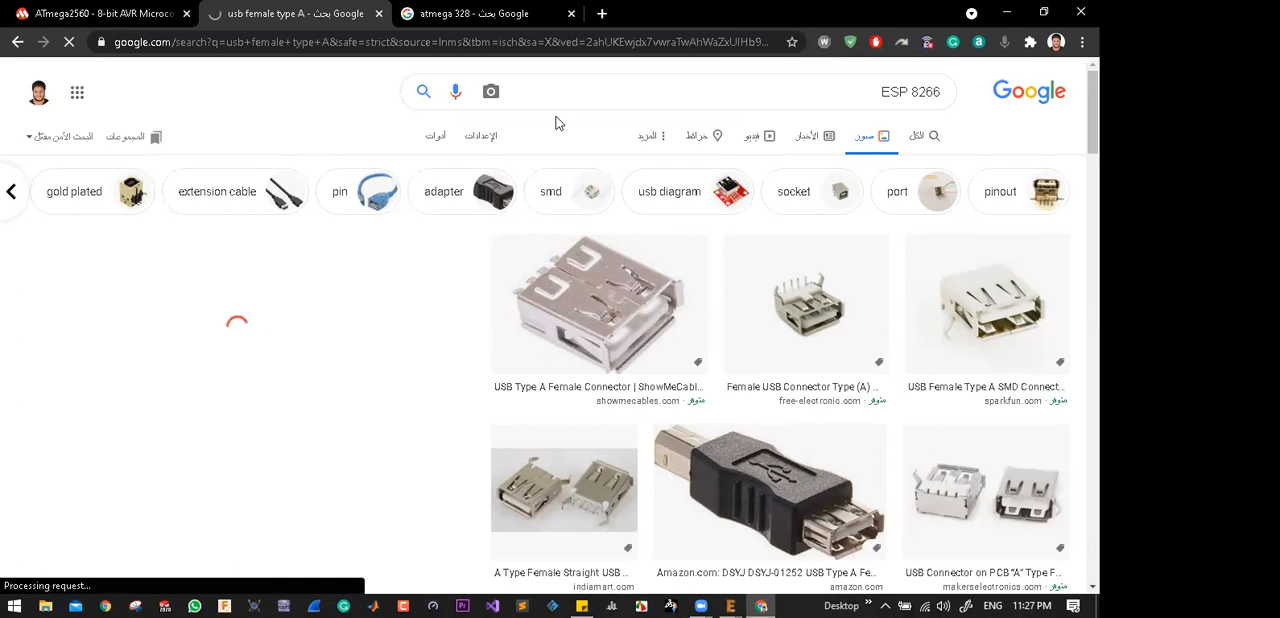 ATmega2560 - 8-bit AVR Microco
usb female type A - بحث Google
atmega 328 - بحث Google
google.com/search?q=usb+female+type+A&safe=strict&source=lnms&tbm=isch&sa=X&ved=2ahUKEwjdx7vwraTwAhWaZxUIHb9...
ESP 8266
Google
الكل
صور
الأخبار
فيديو
خرائط
المزيد
الإعدادات
أدوات
المجموعات
البحث الآمن مفعّل
gold plated
extension cable
pin
adapter
smd
usb diagram
socket
port
pinout
USB Type A Female Connector | ShowMeCabl...
showmecables.com · متوفر
Female USB Connector Type (A) ...
free-electronic.com · متوفر
USB Female Type A SMD Connect...
sparkfun.com · متوفر
A Type Female Straight USB ...
indiamart.com
Amazon.com: DSYJ DSYJ-01252 USB Type A Fe...
amazon.com
USB Connector on PCB "A" Type F...
makerselectronics.com
Processing request...
Desktop
ENG
11:27 PM